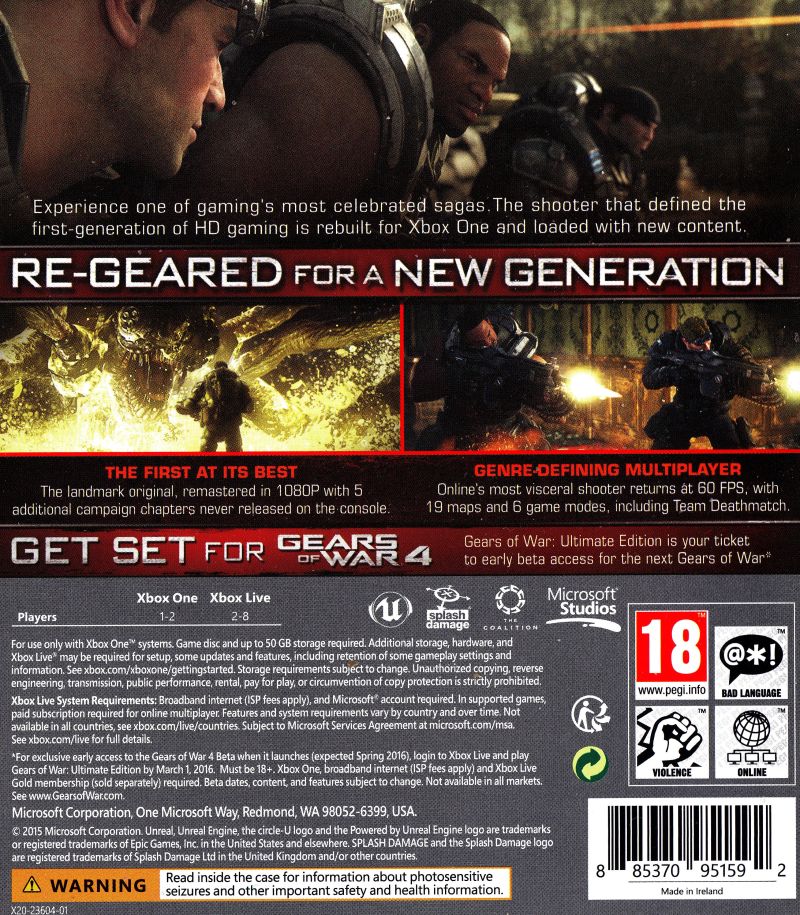 Experience one of gaming's most celebrated sagas. The shooter that defined the
first-generation of HD gaming is rebuilt for Xbox One and loaded with new content.
RE-GEARED FOR A NEW GENERATION
THE FIRST AT ITS BEST
The landmark original, remastered in 1080P with 5
additional campaign chapters never released on the console.
GENRE-DEFINING MULTIPLAYER
Online's most visceral shooter returns at 60 FPS, with
19 maps and 6 game modes, including Team Deathmatch.
GET SET FOR GEARS OF WAR 4
Gears of War: Ultimate Edition is your ticket
to early beta access for the next Gears of War*
Xbox One Xbox Live
Players 1-2 2-8
splash
damage
THE
COALITION
Microsoft
Studios
For use only with Xbox One™ systems. Game disc and up to 50 GB storage required. Additional storage, hardware, and
Xbox Live® may be required for setup, some updates and features, including retention of some gameplay settings and
information. See xbox.com/xboxone/gettingstarted. Storage requirements subject to change. Unauthorized copying, reverse
engineering, transmission, public performance, rental, pay for play, or circumvention of copy protection is strictly prohibited.
Xbox Live System Requirements: Broadband internet (ISP fees apply), and Microsoft® account required. In supported games,
paid subscription required for online multiplayer. Features and system requirements vary by country and over time. Not
available in all countries, see xbox.com/live/countries. Subject to Microsoft Services Agreement at microsoft.com/msa.
See xbox.com/live for full details.
*For exclusive early access to the Gears of War 4 Beta when it launches (expected Spring 2016), login to Xbox Live and play
Gears of War: Ultimate Edition by March 1, 2016. Must be 18+. Xbox One, broadband internet (ISP fees apply) and Xbox Live
Gold membership (sold separately) required. Beta dates, content, and features subject to change. Not available in all markets.
See www.GearsofWar.com.
Microsoft Corporation, One Microsoft Way, Redmond, WA 98052-6399, USA.
© 2015 Microsoft Corporation. Unreal, Unreal Engine, the circle-U logo and the Powered by Unreal Engine logo are trademarks
or registered trademarks of Epic Games, Inc. in the United States and elsewhere. SPLASH DAMAGE and the Splash Damage logo
are registered trademarks of Splash Damage Ltd in the United Kingdom and/or other countries.
WARNING
Read inside the case for information about photosensitive
seizures and other important safety and health information.
X20-23604-01
18
www.pegi.info
@*!
BAD LANGUAGE
VIOLENCE
ONLINE
8 85370 95159 2
Made in Ireland